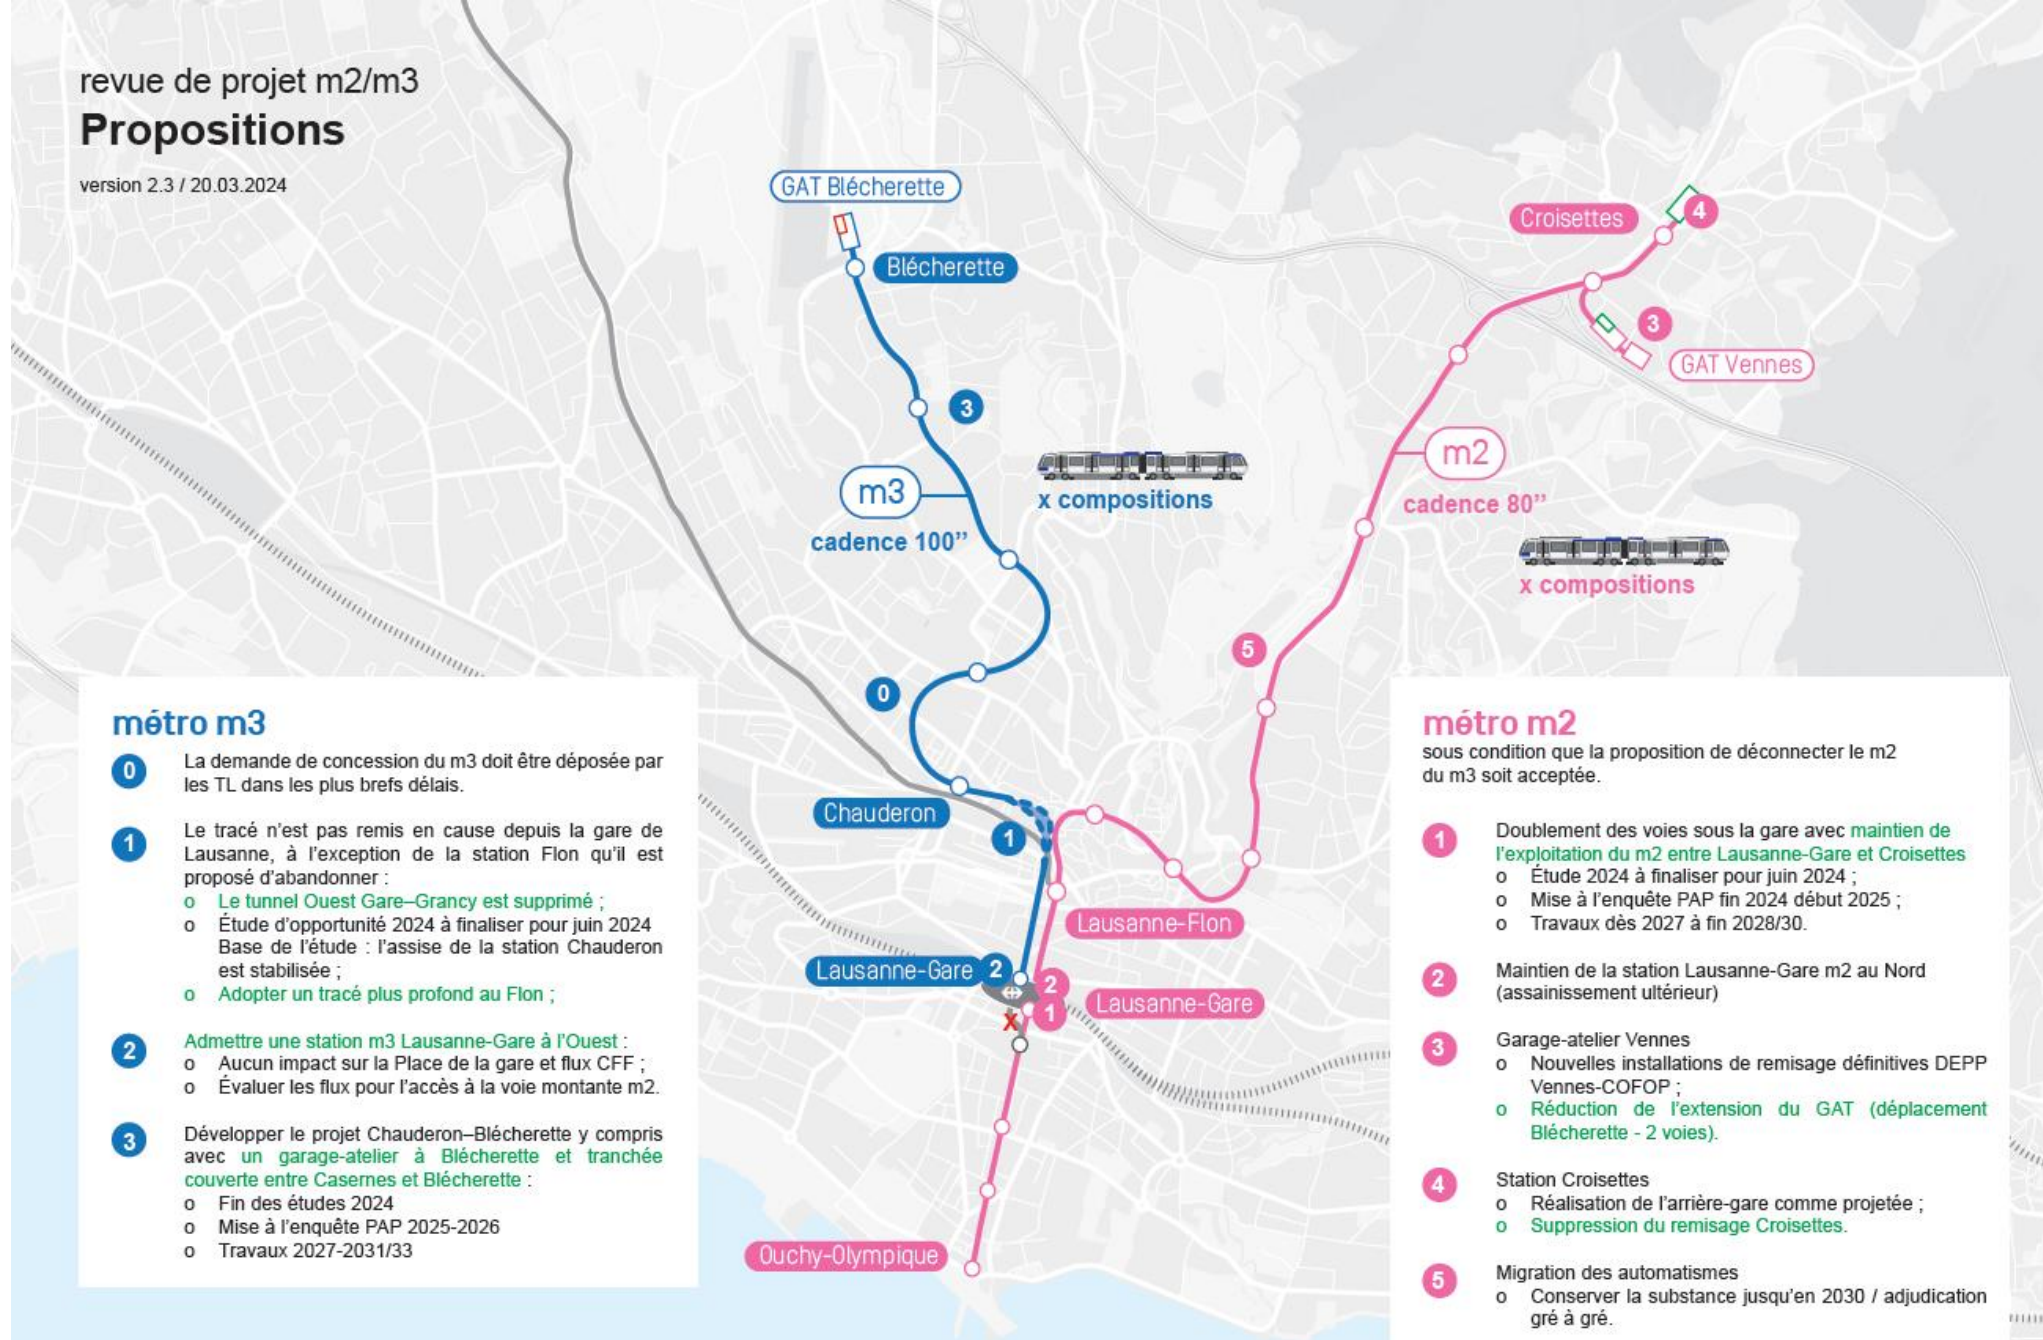 revue de projet m2/m3
Propositions
version 2.3 / 20.03.2024
GAT Blécherette
Blécherette
3
m3
cadence 100’’
x compositions
0
Chauderon
1
Lausanne-Gare
2
X
Croisettes
4
3
GAT Vennes
m2
cadence 80’’
x compositions
5
Lausanne-Flon
2
Lausanne-Gare
1
Ouchy-Olympique
métro m3
0
La demande de concession du m3 doit être déposée par
les TL dans les plus brefs délais.
1
Le tracé n’est pas remis en cause depuis la gare de
Lausanne, à l’exception de la station Flon qu’il est
proposé d’abandonner :
o Le tunnel Ouest Gare–Grancy est supprimé ;
o Étude d’opportunité 2024 à finaliser pour juin 2024
Base de l’étude : l’assise de la station Chauderon
est stabilisée ;
o Adopter un tracé plus profond au Flon ;
2
Admettre une station m3 Lausanne-Gare à l’Ouest :
o Aucun impact sur la Place de la gare et flux CFF ;
o Évaluer les flux pour l’accès à la voie montante m2.
3
Développer le projet Chauderon–Blécherette y compris
avec un garage-atelier à Blécherette et tranchée
couverte entre Casernes et Blécherette :
o Fin des études 2024
o Mise à l’enquête PAP 2025-2026
o Travaux 2027-2031/33
métro m2
sous condition que la proposition de déconnecter le m2
du m3 soit acceptée.
1
Doublement des voies sous la gare avec maintien de
l’exploitation du m2 entre Lausanne-Gare et Croisettes
o Étude 2024 à finaliser pour juin 2024 ;
o Mise à l’enquête PAP fin 2024 début 2025 ;
o Travaux dès 2027 à fin 2028/30.
2
Maintien de la station Lausanne-Gare m2 au Nord
(assainissement ultérieur)
3
Garage-atelier Vennes
o Nouvelles installations de remisage définitives DEPP
Vennes-COFOP ;
o Réduction de l’extension du GAT (déplacement
Blécherette - 2 voies).
4
Station Croisettes
o Réalisation de l’arrière-gare comme projetée ;
o Suppression du remisage Croisettes.
5
Migration des automatismes
o Conserver la substance jusqu’en 2030 / adjudication
gré à gré.